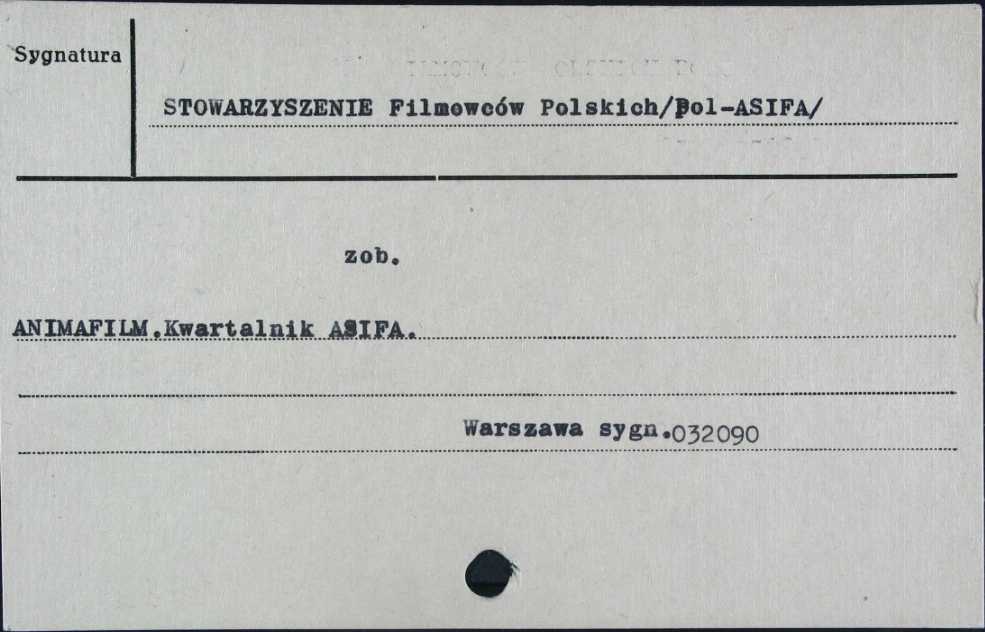 Sygnatura
STOWARZYSZENIE Filmowców Polskich/Pol-ASIFA/
zob.
ANIMAFILM.Kwartalnik ASIFA.
Warszawa sygn.032090